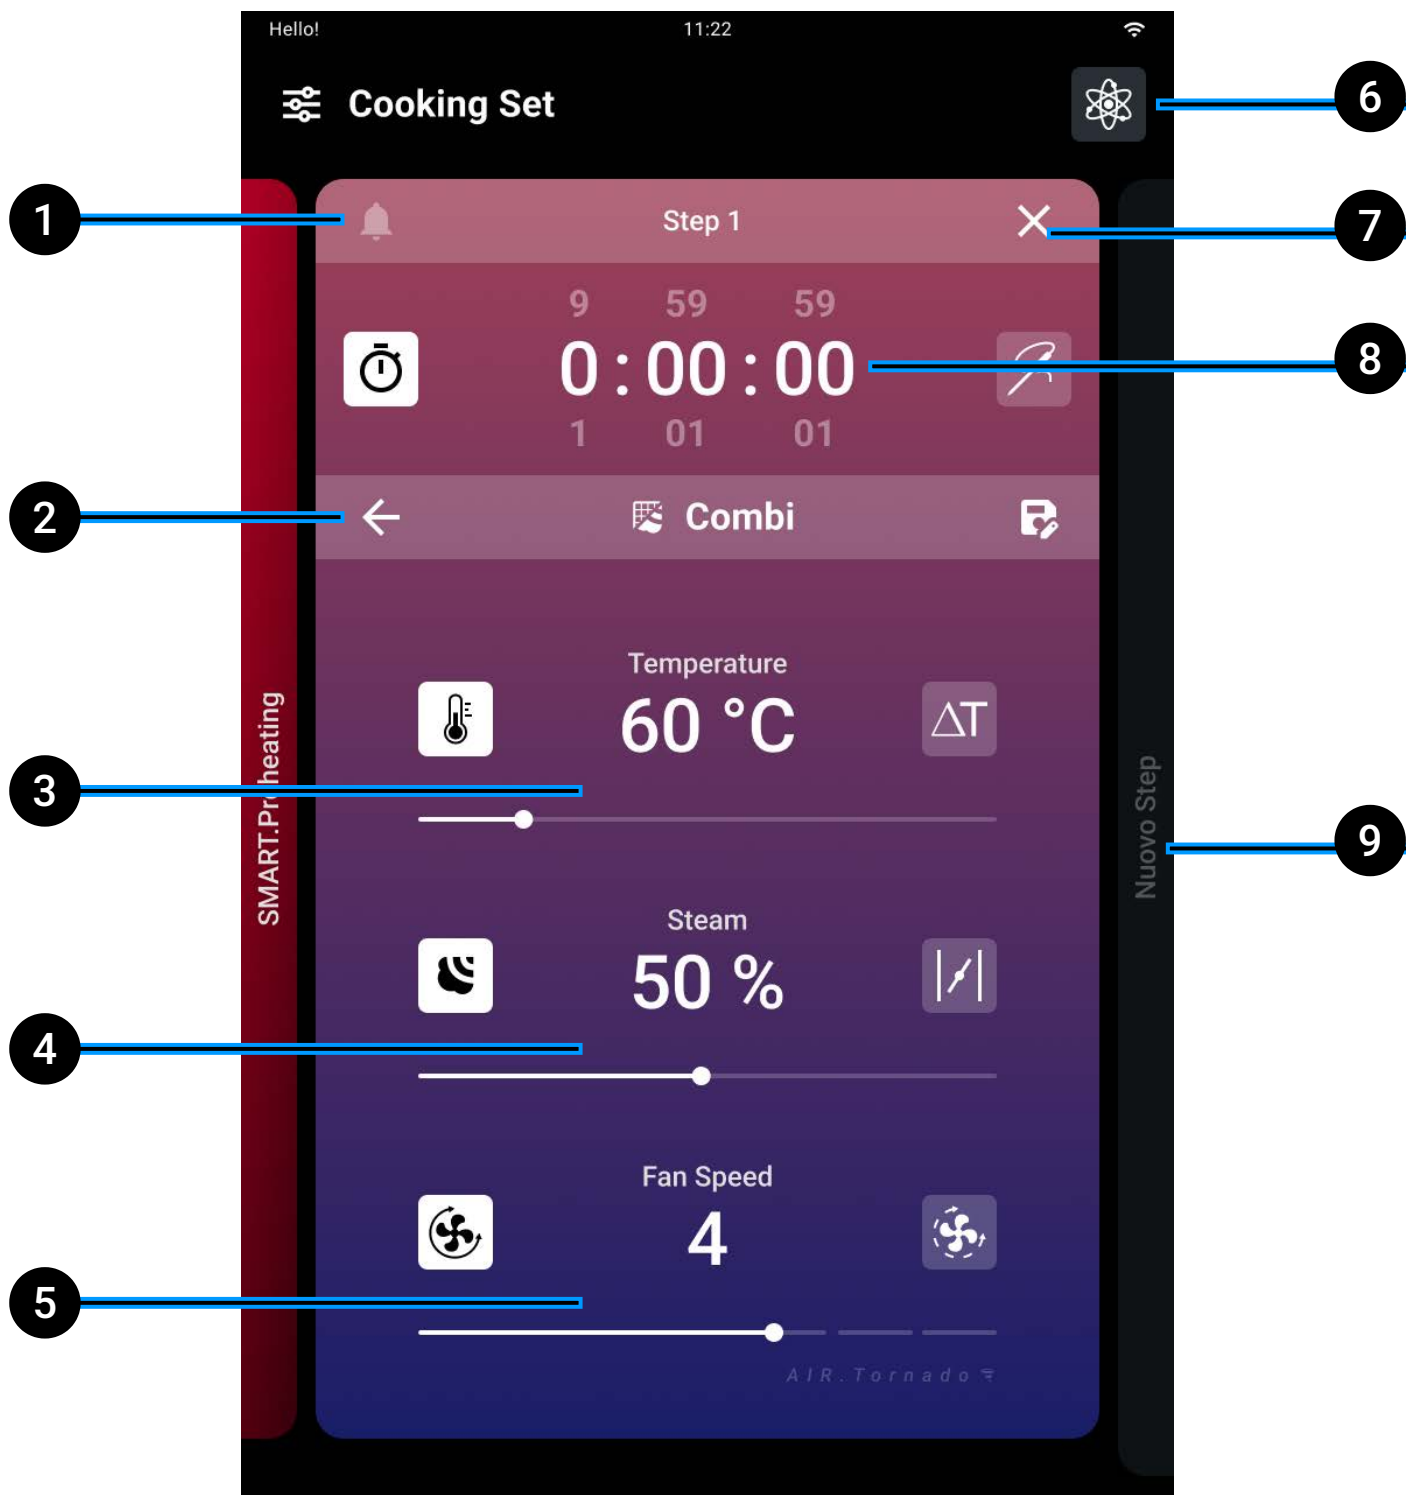 Hello!
11:22
Cooking Set
6
1
Step 1
7
9 59 59
0 : 00 : 00
8
1 01 01
2
Combi
Temperature
60 °C
ΔT
3
SMART.Preheating
Nuovo Step
9
Steam
50 %
4
Fan Speed
4
5
AIR.Tornado